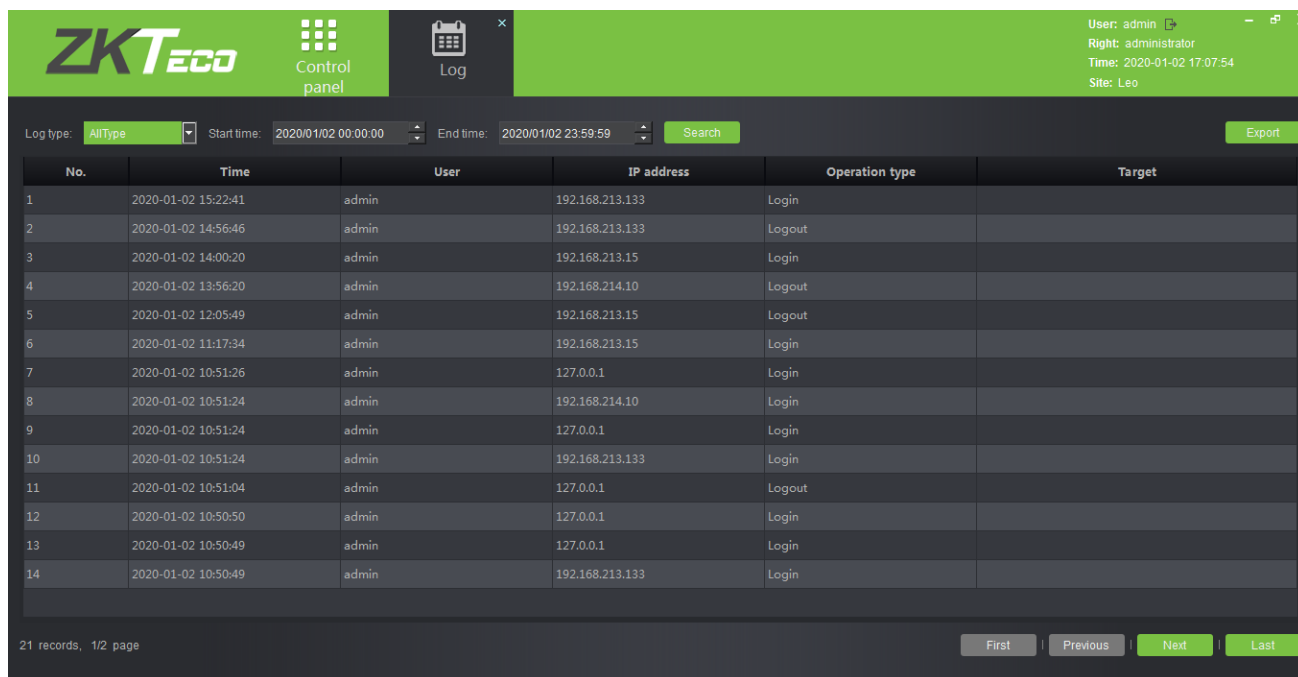 ZKTECO
Control panel
Log
User: admin
Right: administrator
Time: 2020-01-02 17:07:54
Site: Leo
Log type: AllType Start time: 2020/01/02 00:00:00 End time: 2020/01/02 23:59:59 Search Export
No. Time User IP address Operation type Target
1 2020-01-02 15:22:41 admin 192.168.213.133 Login
2 2020-01-02 14:56:46 admin 192.168.213.133 Logout
3 2020-01-02 14:00:20 admin 192.168.213.15 Login
4 2020-01-02 13:56:20 admin 192.168.214.10 Logout
5 2020-01-02 12:05:49 admin 192.168.213.15 Logout
6 2020-01-02 11:17:34 admin 192.168.213.15 Login
7 2020-01-02 10:51:26 admin 127.0.0.1 Login
8 2020-01-02 10:51:24 admin 192.168.214.10 Login
9 2020-01-02 10:51:24 admin 127.0.0.1 Login
10 2020-01-02 10:51:24 admin 192.168.213.133 Login
11 2020-01-02 10:51:04 admin 127.0.0.1 Logout
12 2020-01-02 10:50:50 admin 127.0.0.1 Login
13 2020-01-02 10:50:49 admin 127.0.0.1 Login
14 2020-01-02 10:50:49 admin 192.168.213.133 Login
21 records, 1/2 page First | Previous | Next | Last